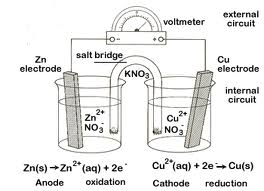 voltmeter
external
circuit
- +
salt bridge
Zn
electrode
KNO3
Cu
electrode
internal
circuit
Zn2+
NO3-
Cu2+
NO3-
Zn(s) → Zn2+(aq) + 2e-
Cu2+(aq) + 2e- → Cu(s)
Anode oxidation
Cathode reduction